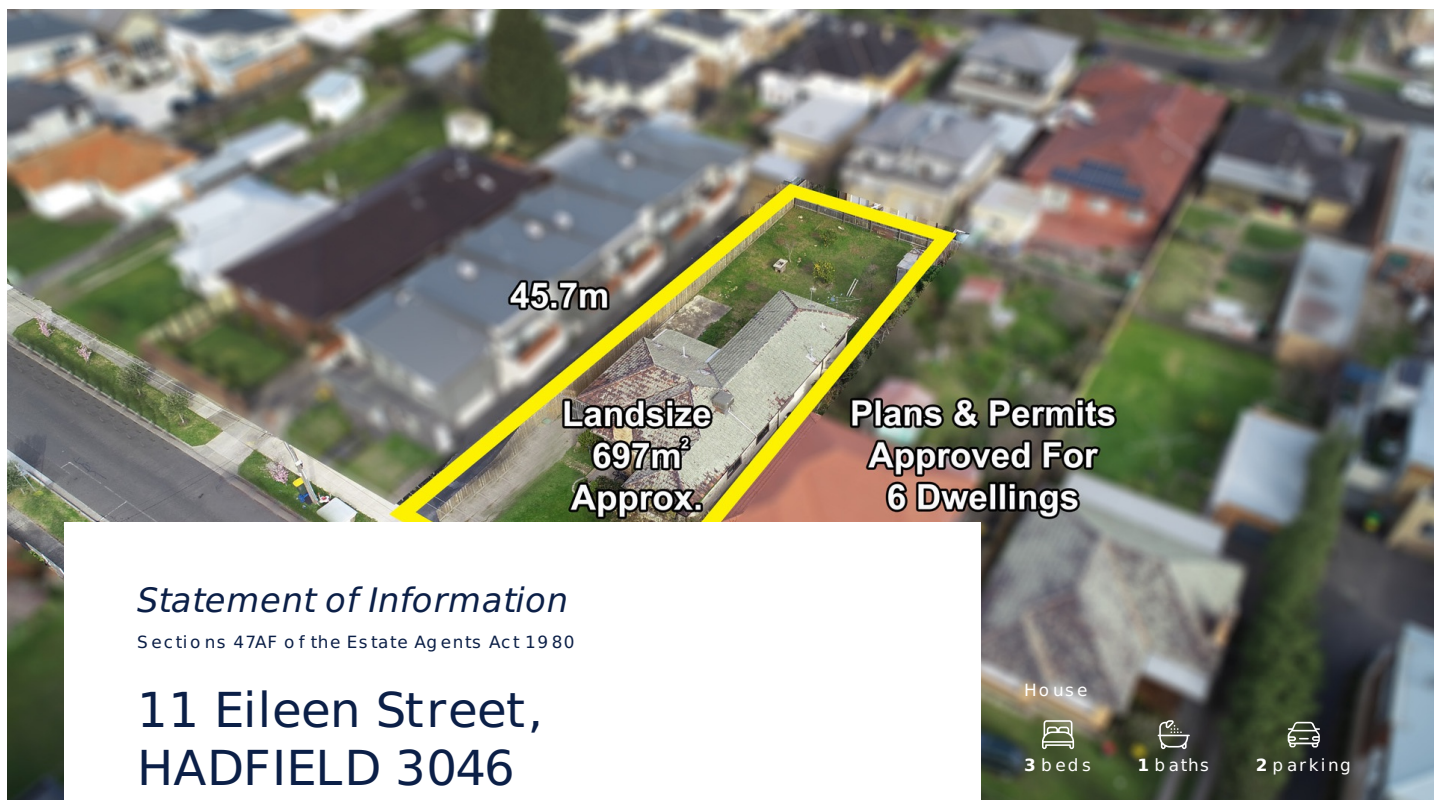 45.7m
Landsize
697m²
Approx.
Plans & Permits
Approved For
6 Dwellings
Statement of Information
Sections 47AF of the Estate Agents Act 1980
11 Eileen Street,
HADFIELD 3046
House
3 beds 1 baths 2 parking